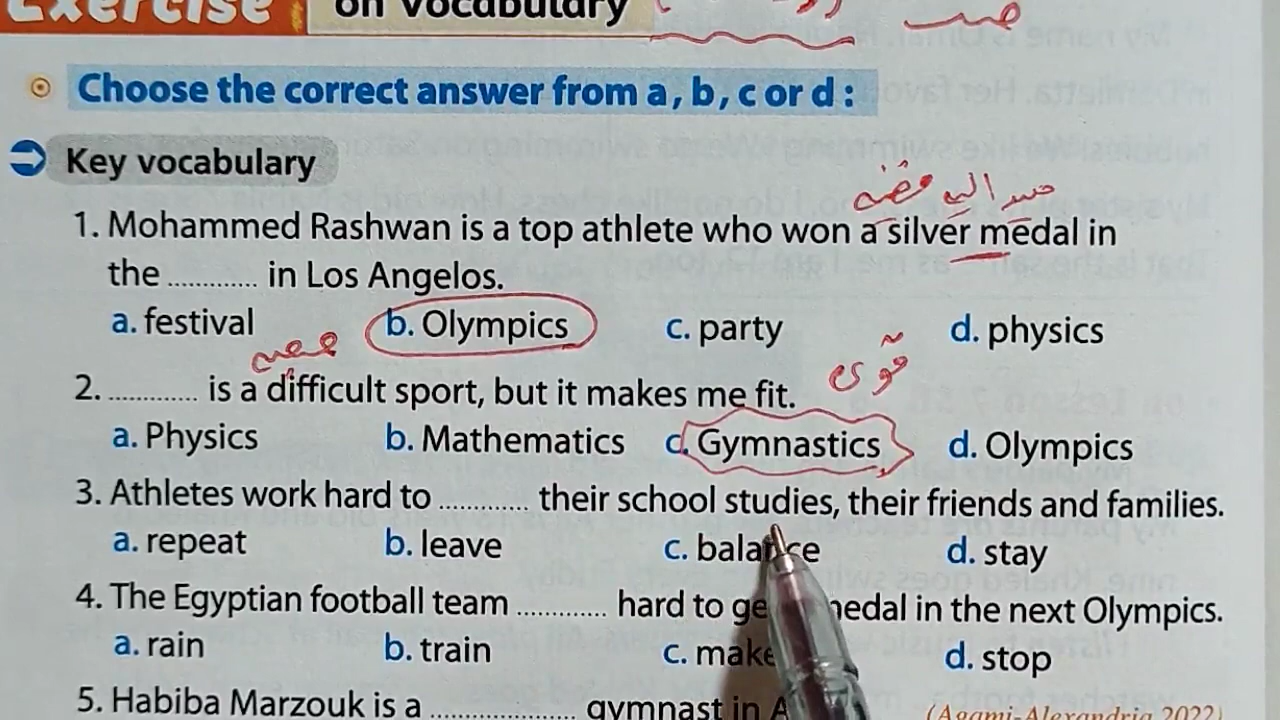 Exercise on vocabulary
Choose the correct answer from a, b, c or d :
Key vocabulary
1. Mohammed Rashwan is a top athlete who won a silver medal in
the ............ in Los Angelos.
a. festival b. Olympics c. party d. physics
2. ............ is a difficult sport, but it makes me fit.
a. Physics b. Mathematics c. Gymnastics d. Olympics
3. Athletes work hard to ............ their school studies, their friends and families.
a. repeat b. leave c. balance d. stay
4. The Egyptian football team ............ hard to ge medal in the next Olympics.
a. rain b. train c. make d. stop
5. Habiba Marzouk is a .................... gymnast in A
(Agami-Alexandria 2022)